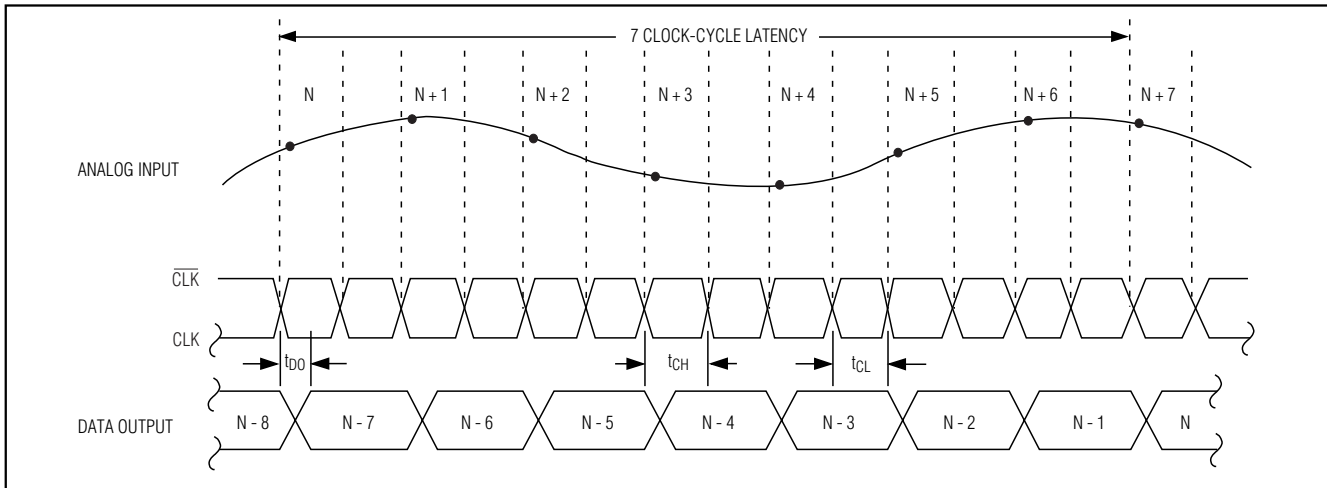 7 CLOCK-CYCLE LATENCY
N N + 1 N + 2 N + 3 N + 4 N + 5 N + 6 N + 7
ANALOG INPUT
C̅L̅K̅
CLK
tDO tCH tCL
DATA OUTPUT N - 8 N - 7 N - 6 N - 5 N - 4 N - 3 N - 2 N - 1 N